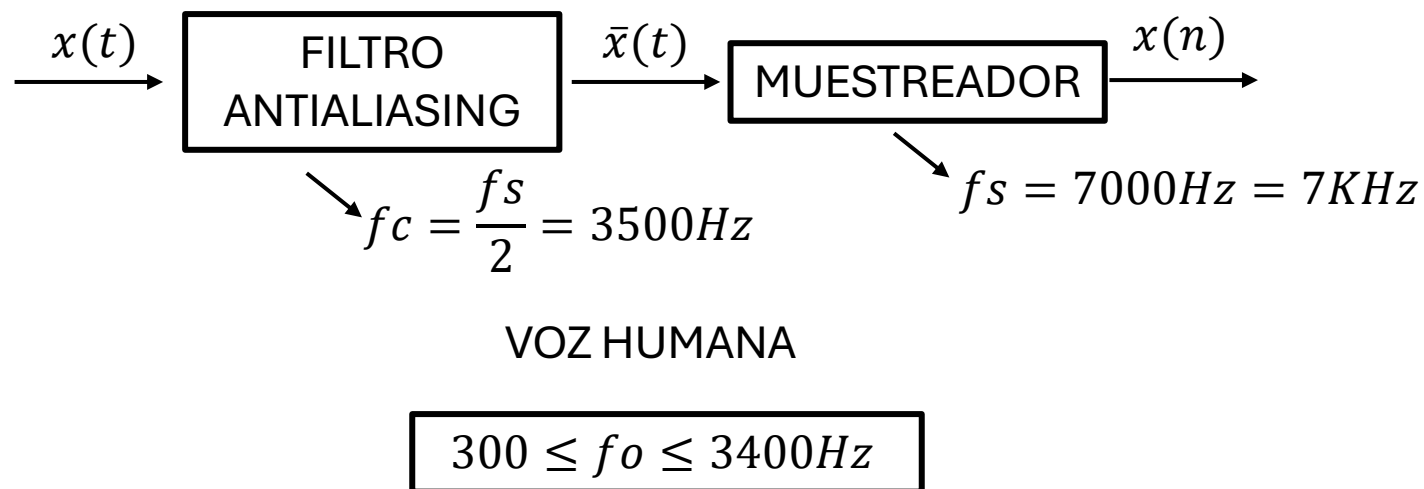 x(t)
FILTRO
ANTIALIASING
x̄(t)
MUESTREADOR
x(n)
fc = fs/2 = 3500Hz
fs = 7000Hz = 7KHz
VOZ HUMANA
300 ≤ fo ≤ 3400Hz